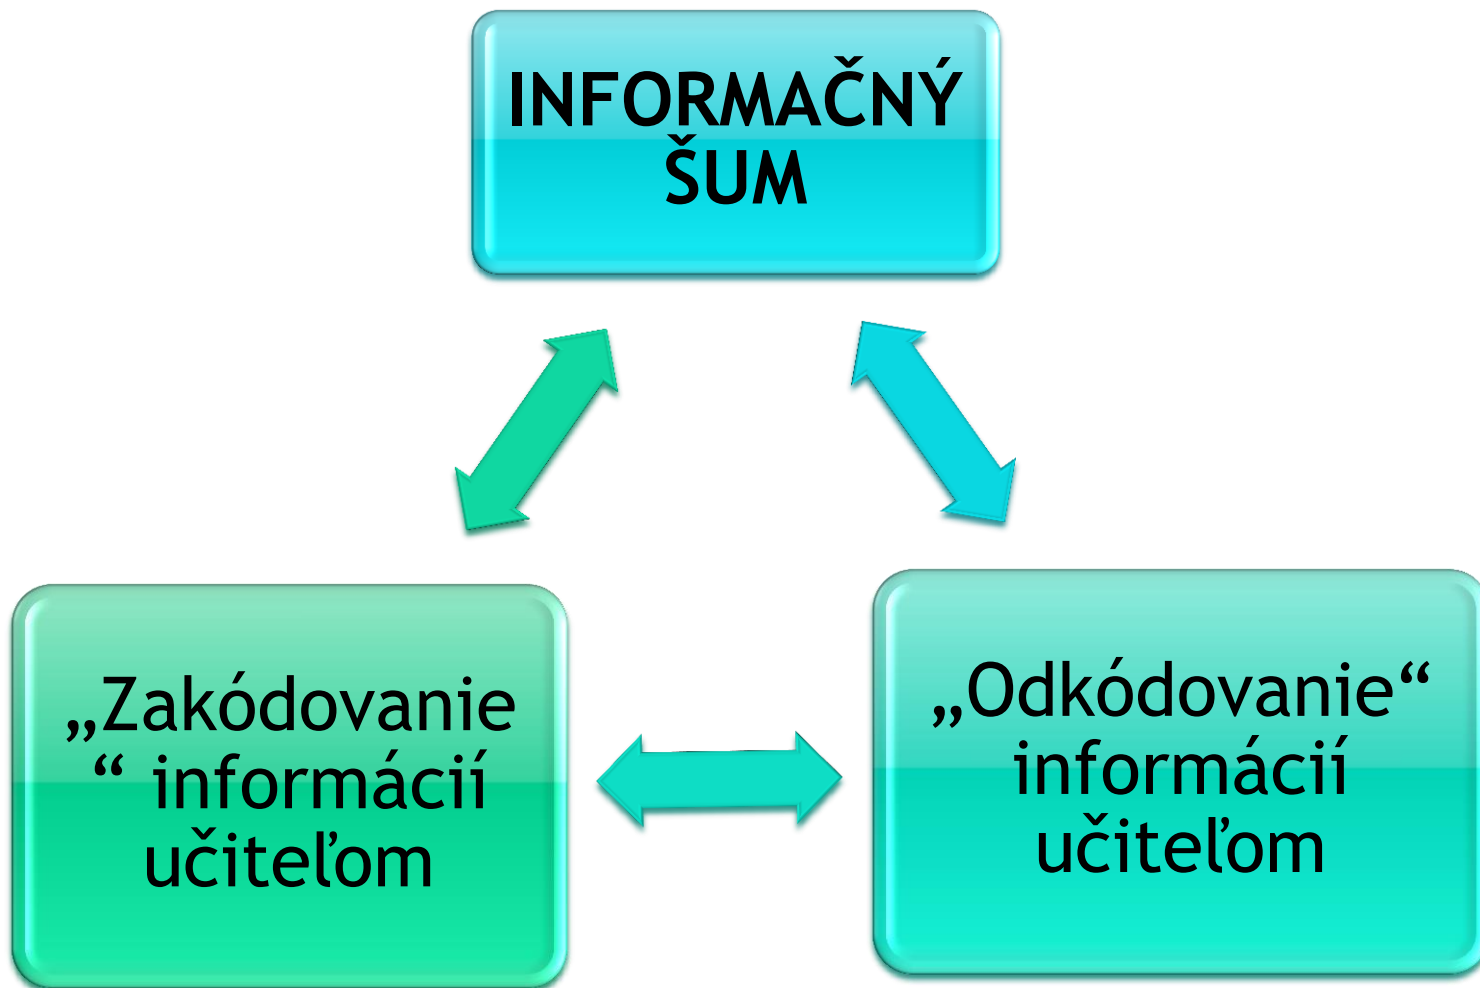 INFORMAČNÝ
ŠUM
„Zakódovanie
“ informácií
učiteľom
„Odkódovanie“
informácií
učiteľom